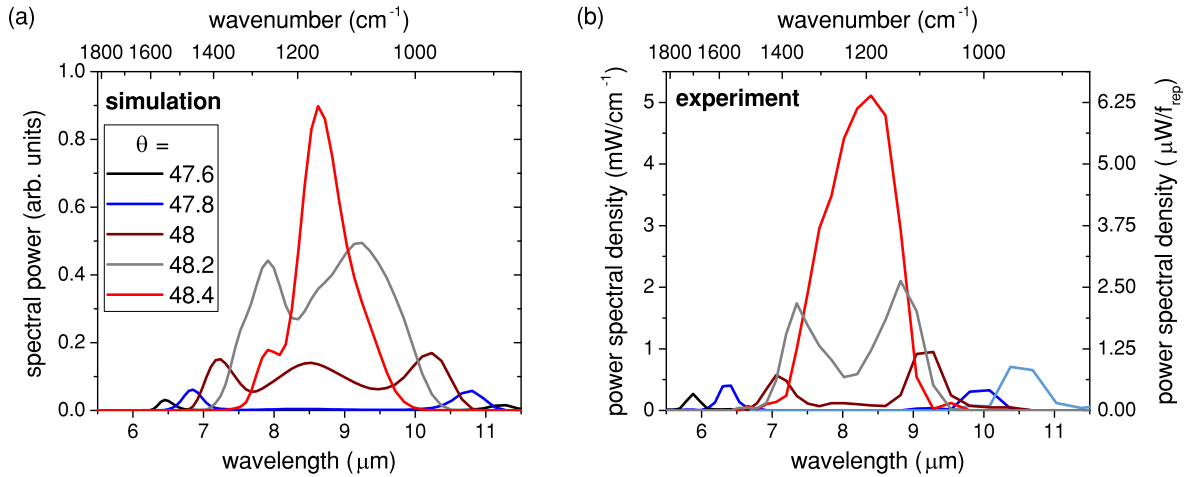 (a)
wavenumber (cm⁻¹)
1800 1600 1400 1200 1000
1.0
0.8
0.6
0.4
0.2
0.0
spectral power (arb. units)
simulation
θ =
47.6
47.8
48
48.2
48.4
6 7 8 9 10 11
wavelength (μm)
(b)
wavenumber (cm⁻¹)
1800 1600 1400 1200 1000
5
4
3
2
1
0
power spectral density (mW/cm⁻¹)
experiment
6.25
5.00
3.75
2.50
1.25
0.00
power spectral density (μW/f_rep)
6 7 8 9 10 11
wavelength (μm)